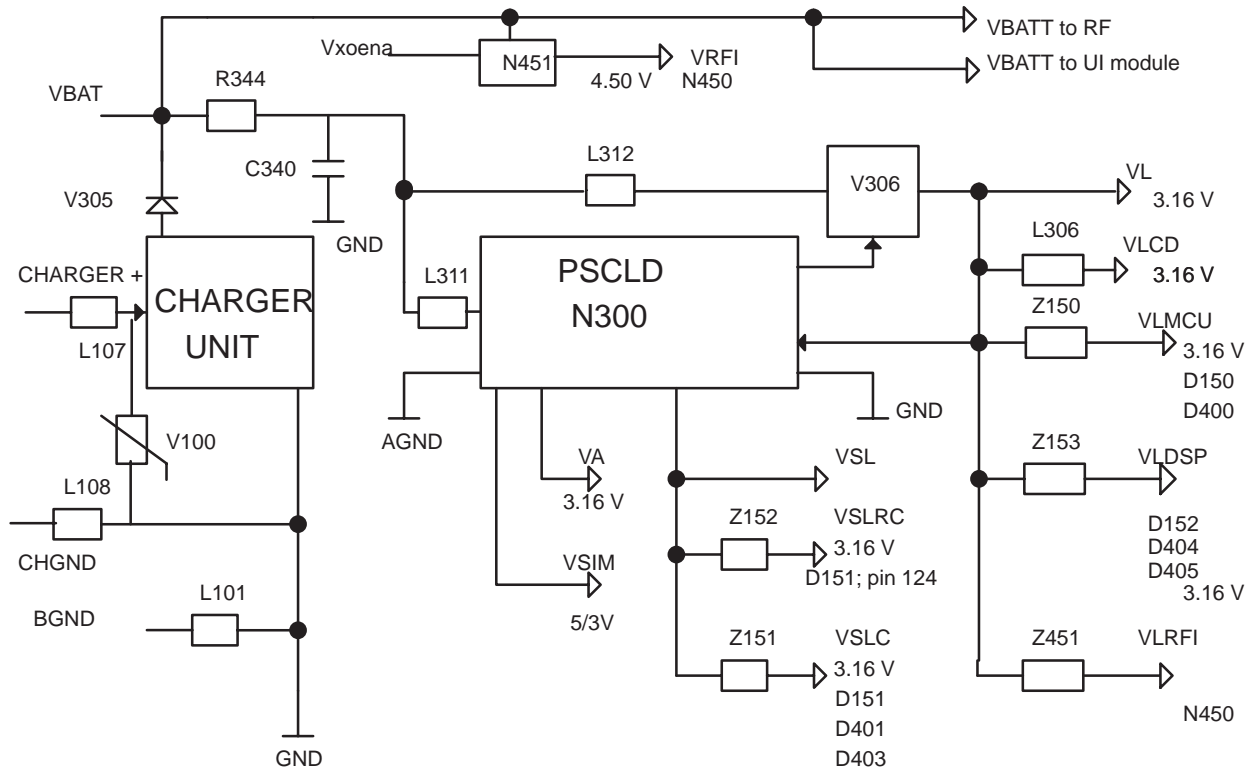 VBATT to RF
Vxoena
N451
VRFI
4.50 V
N450
VBATT to UI module
R344
VBAT
C340
L312
V306
VL
3.16 V
V305
GND
L306
VLCD
3.16 V
CHARGER +
L107
CHARGER
UNIT
L311
PSCLD
N300
Z150
VLMCU
3.16 V
D150
D400
V100
AGND
GND
VA
3.16 V
VSL
Z153
VLDSP
D152
D404
D405
3.16 V
L108
CHGND
Z152
VSLRC
3.16 V
D151; pin 124
VSIM
5/3V
L101
BGND
Z151
VSLC
3.16 V
D151
D401
D403
Z451
VLRFI
N450
GND